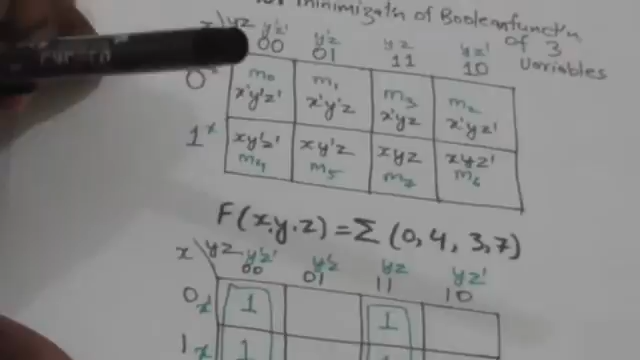 Minimizatn of Boolean functn
of 3
Variables
x yz y'z' y'z yz yz'
00 01 11 10
0 x' m0 m1 m3 m2
x'y'z' x'y'z x'yz x'yz'
1 x xy'z' xy'z xyz xyz'
m4 m5 m7 m6
F(x.y.z) = Σ (0, 4, 3, 7)
x yz y'z' y'z yz yz'
00 01 11 10
0 x' 1 1
1 x 1